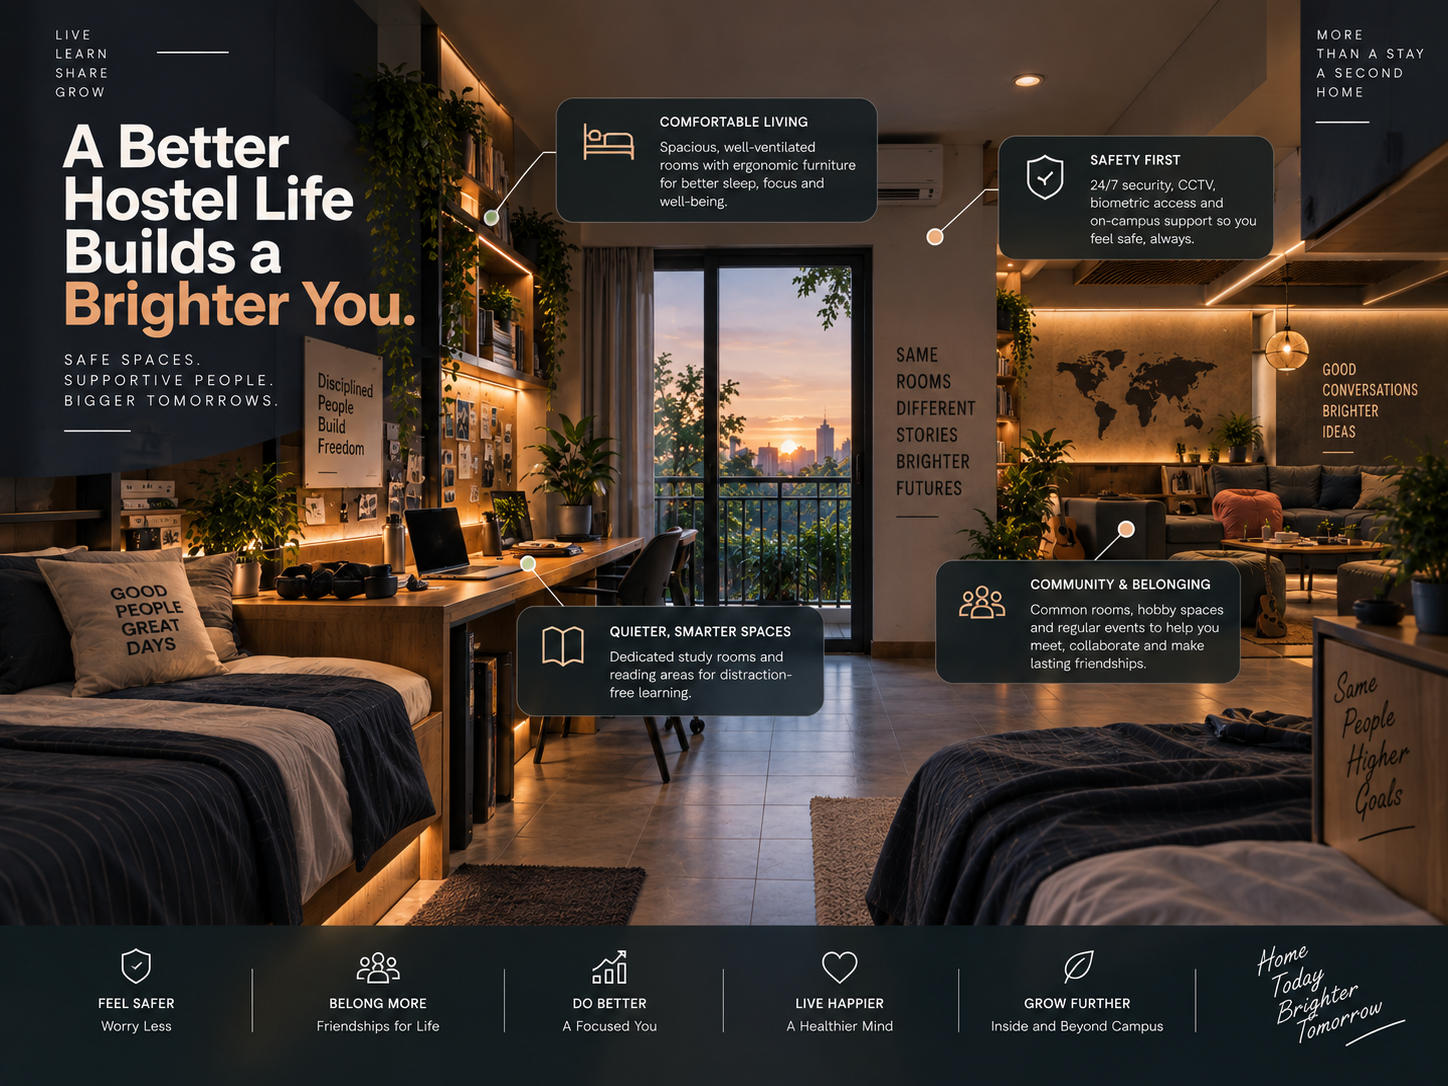 LIVE
LEARN
SHARE
GROW
MORE
THAN A STAY
A SECOND
HOME
A Better
Hostel Life
Builds a
Brighter You.
SAFE SPACES.
SUPPORTIVE PEOPLE.
BIGGER TOMORROWS.
COMFORTABLE LIVING
Spacious, well-ventilated
rooms with ergonomic furniture
for better sleep, focus and
well-being.
SAFETY FIRST
24/7 security, CCTV,
biometric access and
on-campus support so you
feel safe, always.
Disciplined
People
Build
Freedom
SAME
ROOMS
DIFFERENT
STORIES
BRIGHTER
FUTURES
GOOD
CONVERSATIONS
BRIGHTER
IDEAS
GOOD
PEOPLE
GREAT
DAYS
QUIETER, SMARTER SPACES
Dedicated study rooms and
reading areas for distraction-
free learning.
COMMUNITY & BELONGING
Common rooms, hobby spaces
and regular events to help you
meet, collaborate and make
lasting friendships.
Same
People
Higher
Goals
FEEL SAFER
Worry Less
BELONG MORE
Friendships for Life
DO BETTER
A Focused You
LIVE HAPPIER
A Healthier Mind
GROW FURTHER
Inside and Beyond Campus
Home
Today
Brighter
Tomorrow